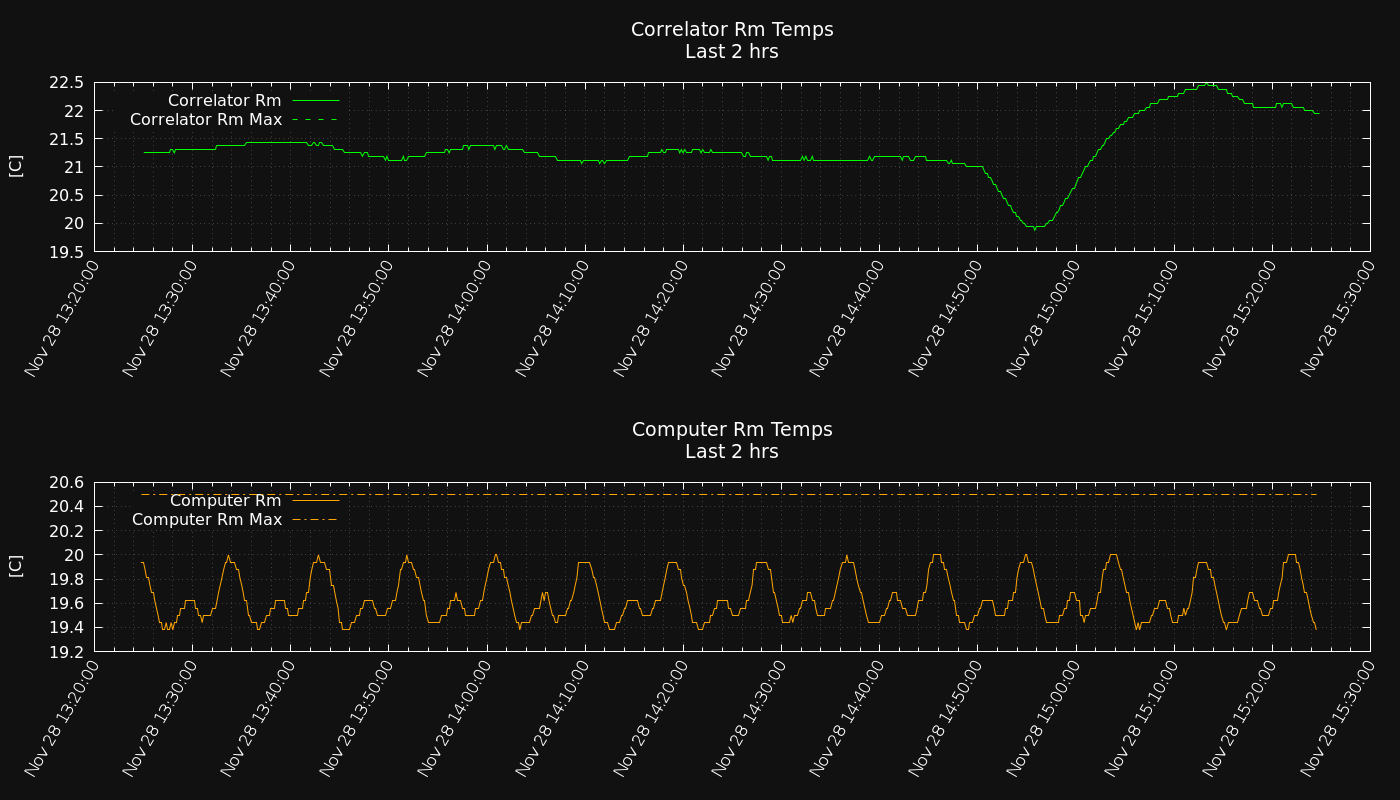 Correlator Rm Temps
Last 2 hrs
22.5
22
21.5
21
20.5
20
19.5
[C]
Correlator Rm
Correlator Rm Max
Nov 28 13:20:00
Nov 28 13:30:00
Nov 28 13:40:00
Nov 28 13:50:00
Nov 28 14:00:00
Nov 28 14:10:00
Nov 28 14:20:00
Nov 28 14:30:00
Nov 28 14:40:00
Nov 28 14:50:00
Nov 28 15:00:00
Nov 28 15:10:00
Nov 28 15:20:00
Nov 28 15:30:00
Computer Rm Temps
Last 2 hrs
20.6
20.4
20.2
20
19.8
19.6
19.4
19.2
[C]
Computer Rm
Computer Rm Max
Nov 28 13:20:00
Nov 28 13:30:00
Nov 28 13:40:00
Nov 28 13:50:00
Nov 28 14:00:00
Nov 28 14:10:00
Nov 28 14:20:00
Nov 28 14:30:00
Nov 28 14:40:00
Nov 28 14:50:00
Nov 28 15:00:00
Nov 28 15:10:00
Nov 28 15:20:00
Nov 28 15:30:00